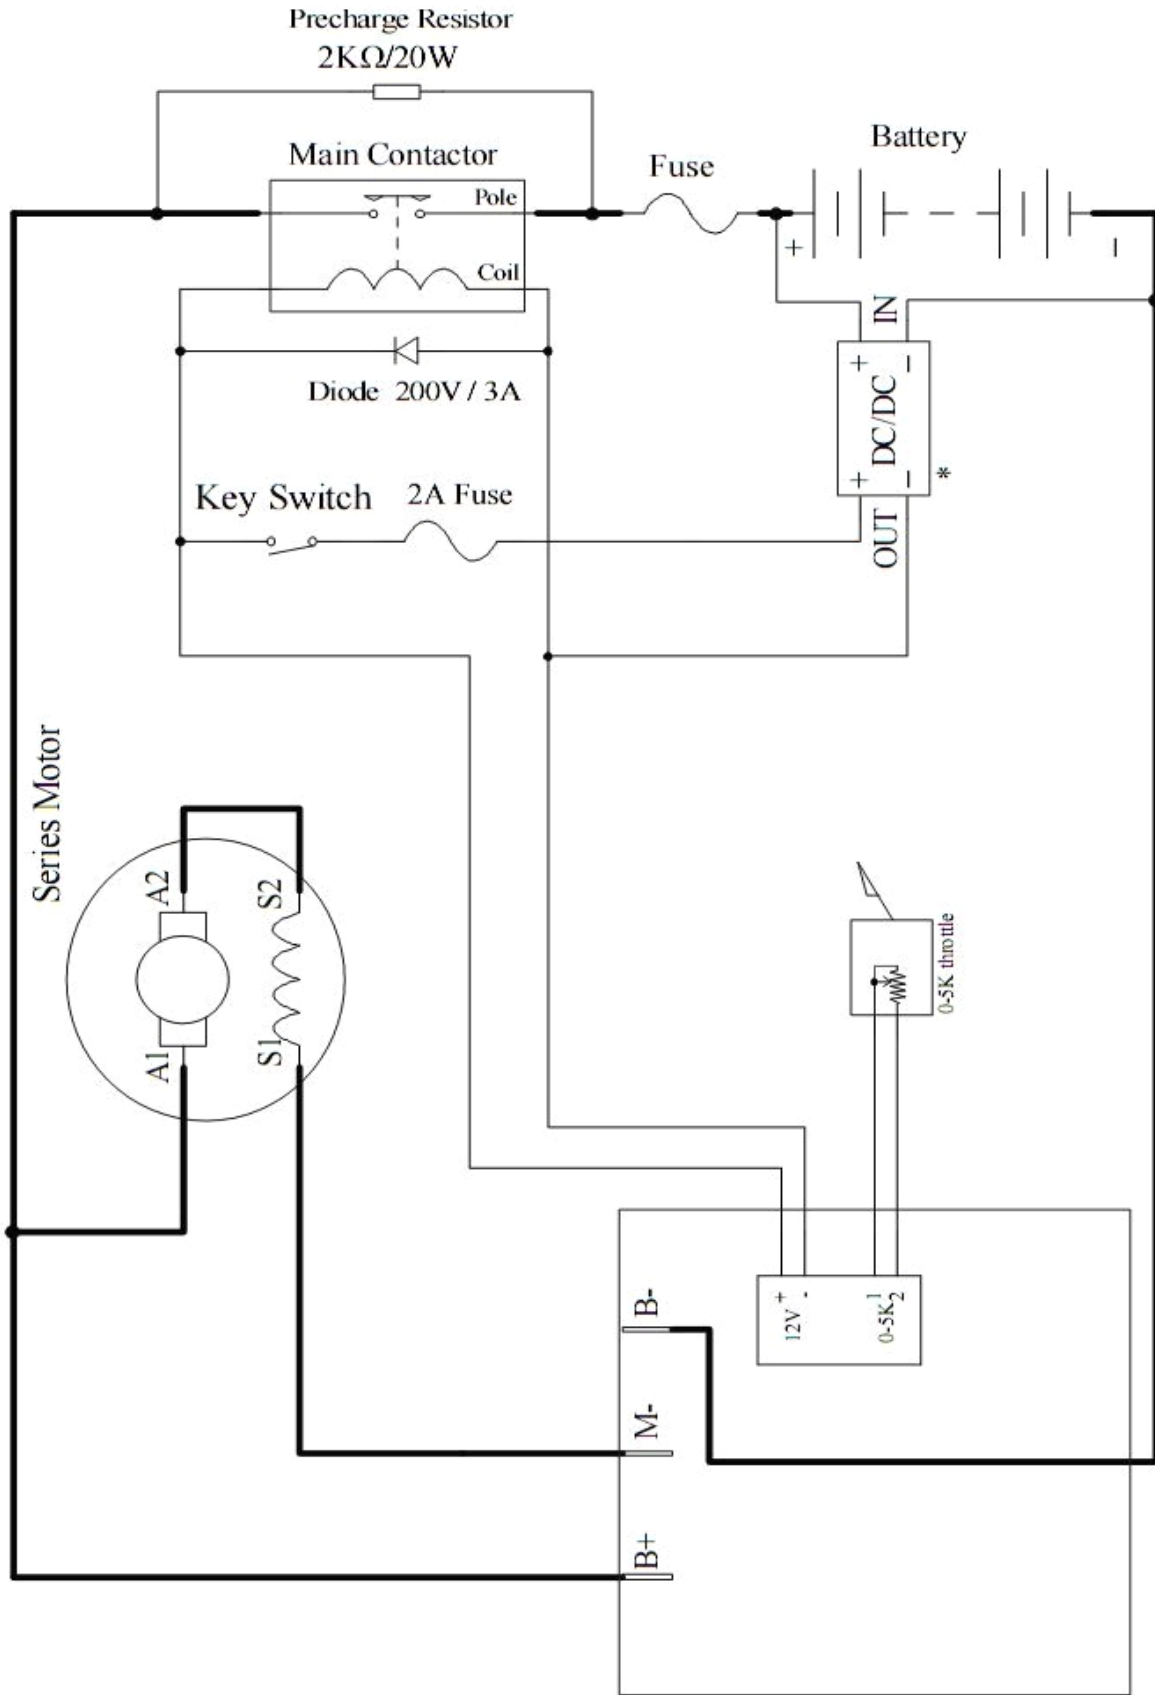 Precharge Resistor
2KΩ/20W
Main Contactor
Pole
Coil
Fuse
Battery
+
−
Diode 200V / 3A
IN
+ −
DC/DC
+ −
*
OUT
Key Switch
2A Fuse
Series Motor
A2
S2
A1
S1
0-5K throttle
B-
M-
B+
12V + -
0-5K 1 2